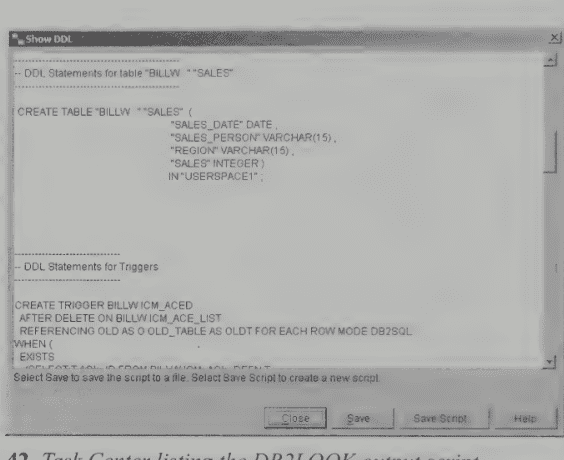 Show DDL
-- DDL Statements for table "BILLW   "."SALES"
CREATE TABLE "BILLW   "."SALES"  (
"SALES_DATE" DATE ,
"SALES_PERSON" VARCHAR(15) ,
"REGION" VARCHAR(15) ,
"SALES" INTEGER )
IN "USERSPACE1" ;
-- DDL Statements for Triggers
CREATE TRIGGER BILLW.ICM_ACED
AFTER DELETE ON BILLW.ICM_ACE_LIST
REFERENCING OLD AS O OLD_TABLE AS OLDT FOR EACH ROW MODE DB2SQL
WHEN (
EXISTS
Select Save to save the script to a file. Select Save Script to create a new script.
Close Save Save Script Help
42. Task Center listing the DB2LOOK output script